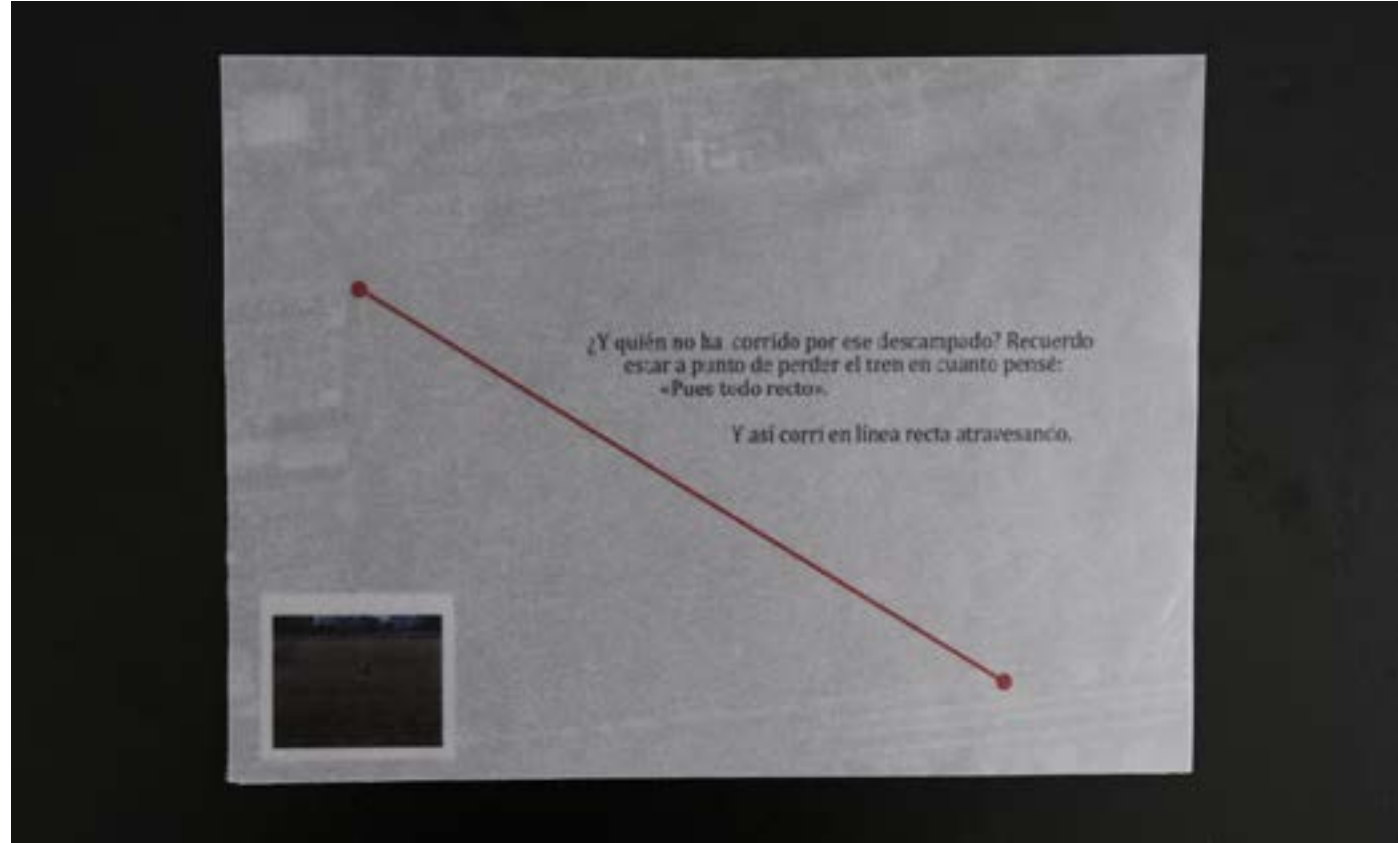 ¿Y quién no ha corrido por ese descampado? Recuerdo
estar a punto de perder el tren en cuanto pensé:
«Pues todo recto».
Y así corrí en línea recta atravesando.